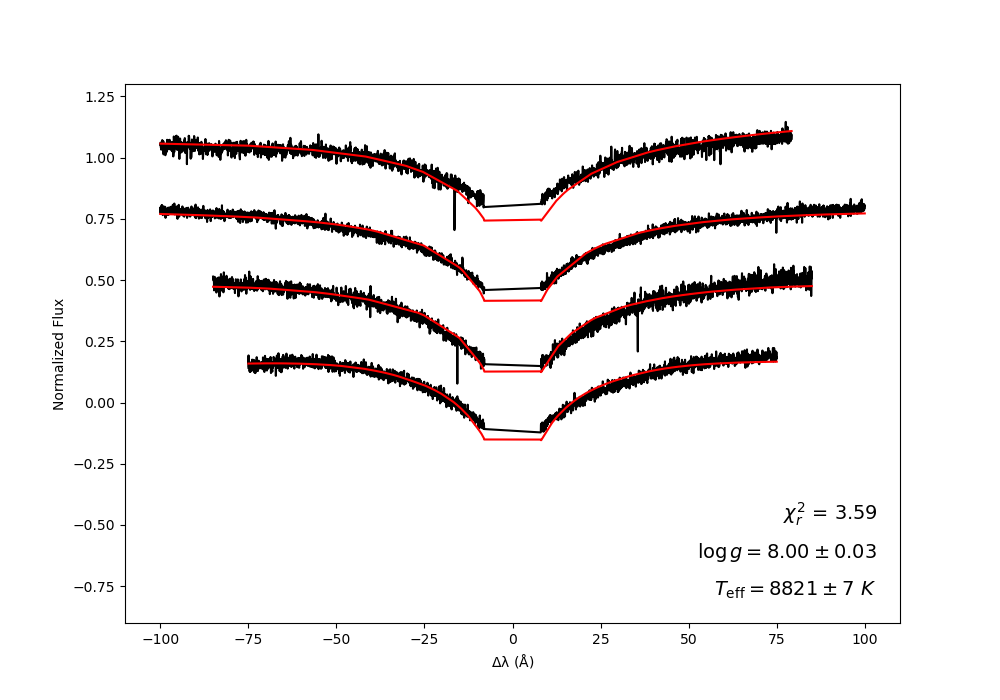 1.25
1.00
0.75
0.50
0.25
0.00
−0.25
−0.50
−0.75
Normalized Flux
χ²ᵣ = 3.59
log g = 8.00 ± 0.03
T_eff = 8821 ± 7 K
−100 −75 −50 −25 0 25 50 75 100
Δλ (Å)